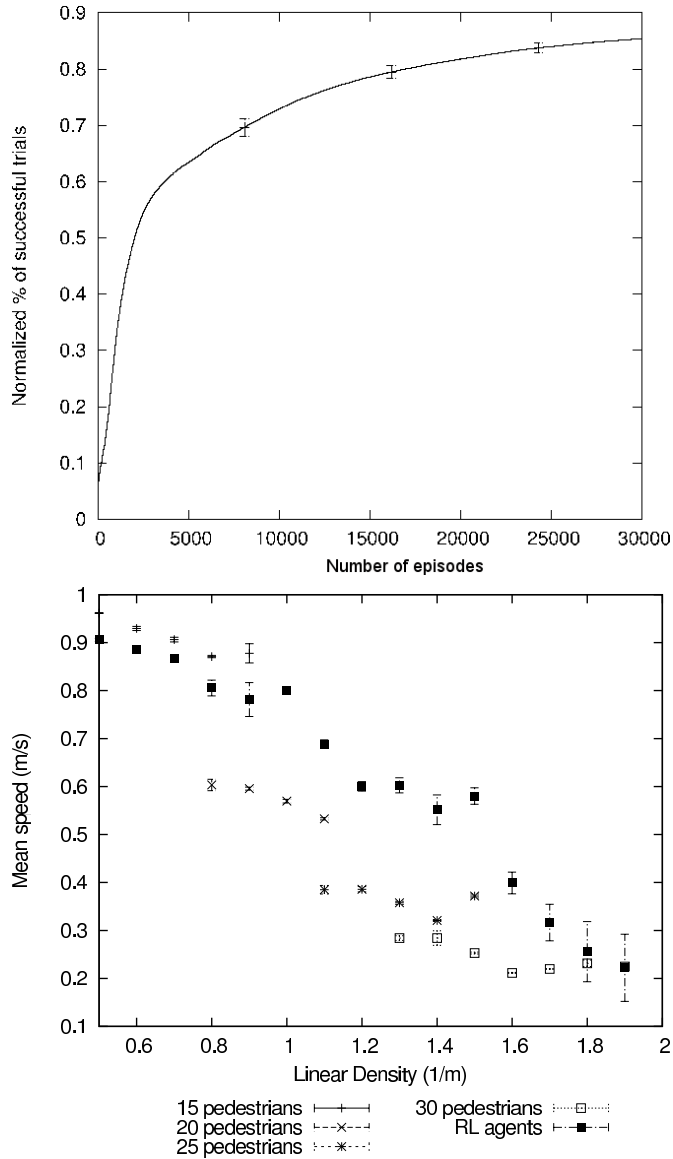 0.9
0.8
0.7
0.6
0.5
0.4
0.3
0.2
0.1
0
Normalized % of successful trials
0 5000 10000 15000 20000 25000 30000
Number of episodes
1
0.9
0.8
0.7
0.6
0.5
0.4
0.3
0.2
0.1
Mean speed (m/s)
0.6 0.8 1 1.2 1.4 1.6 1.8 2
Linear Density (1/m)
15 pedestrians 30 pedestrians
20 pedestrians RL agents
25 pedestrians